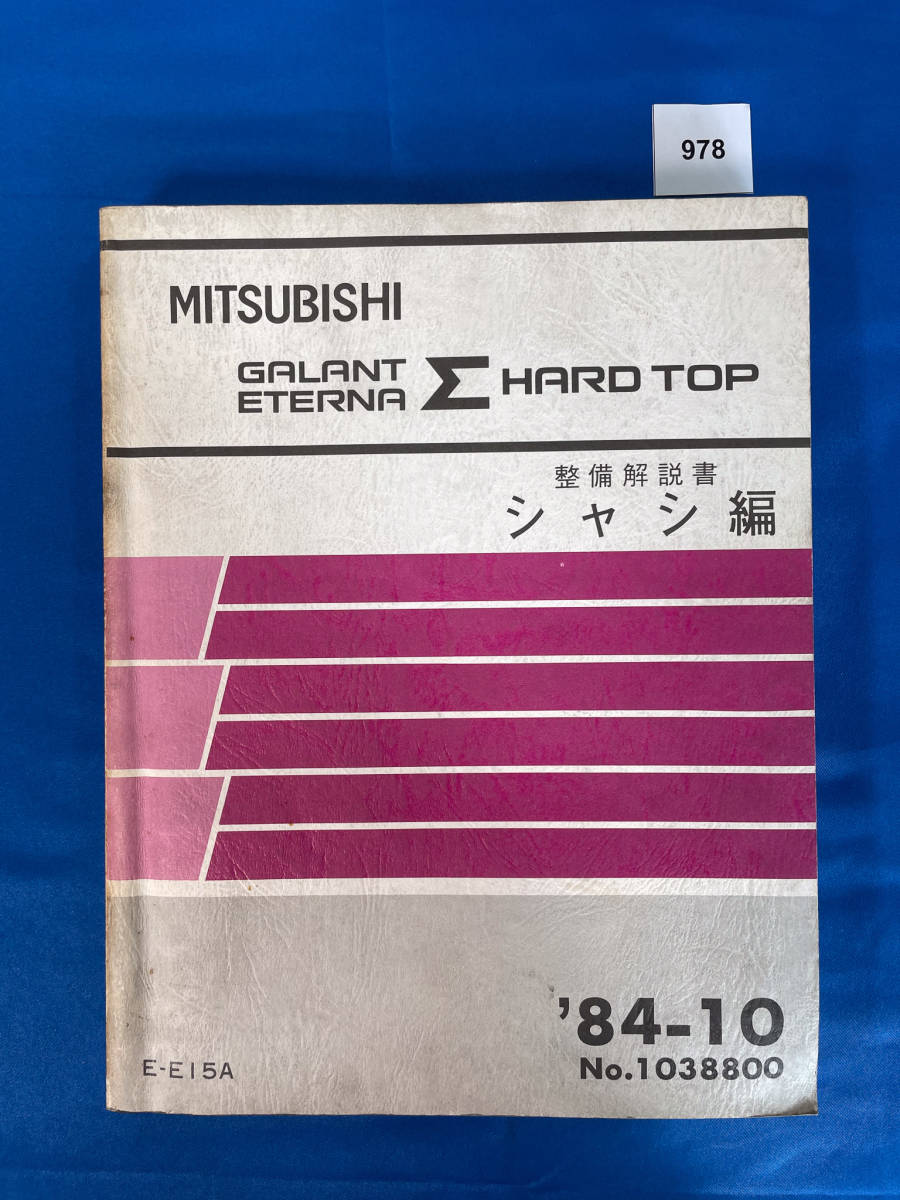 978
MITSUBISHI
GALANT
ETERNA Σ HARD TOP
整備解説書
シャシ編
'84-10
No.1038800
E-E15A